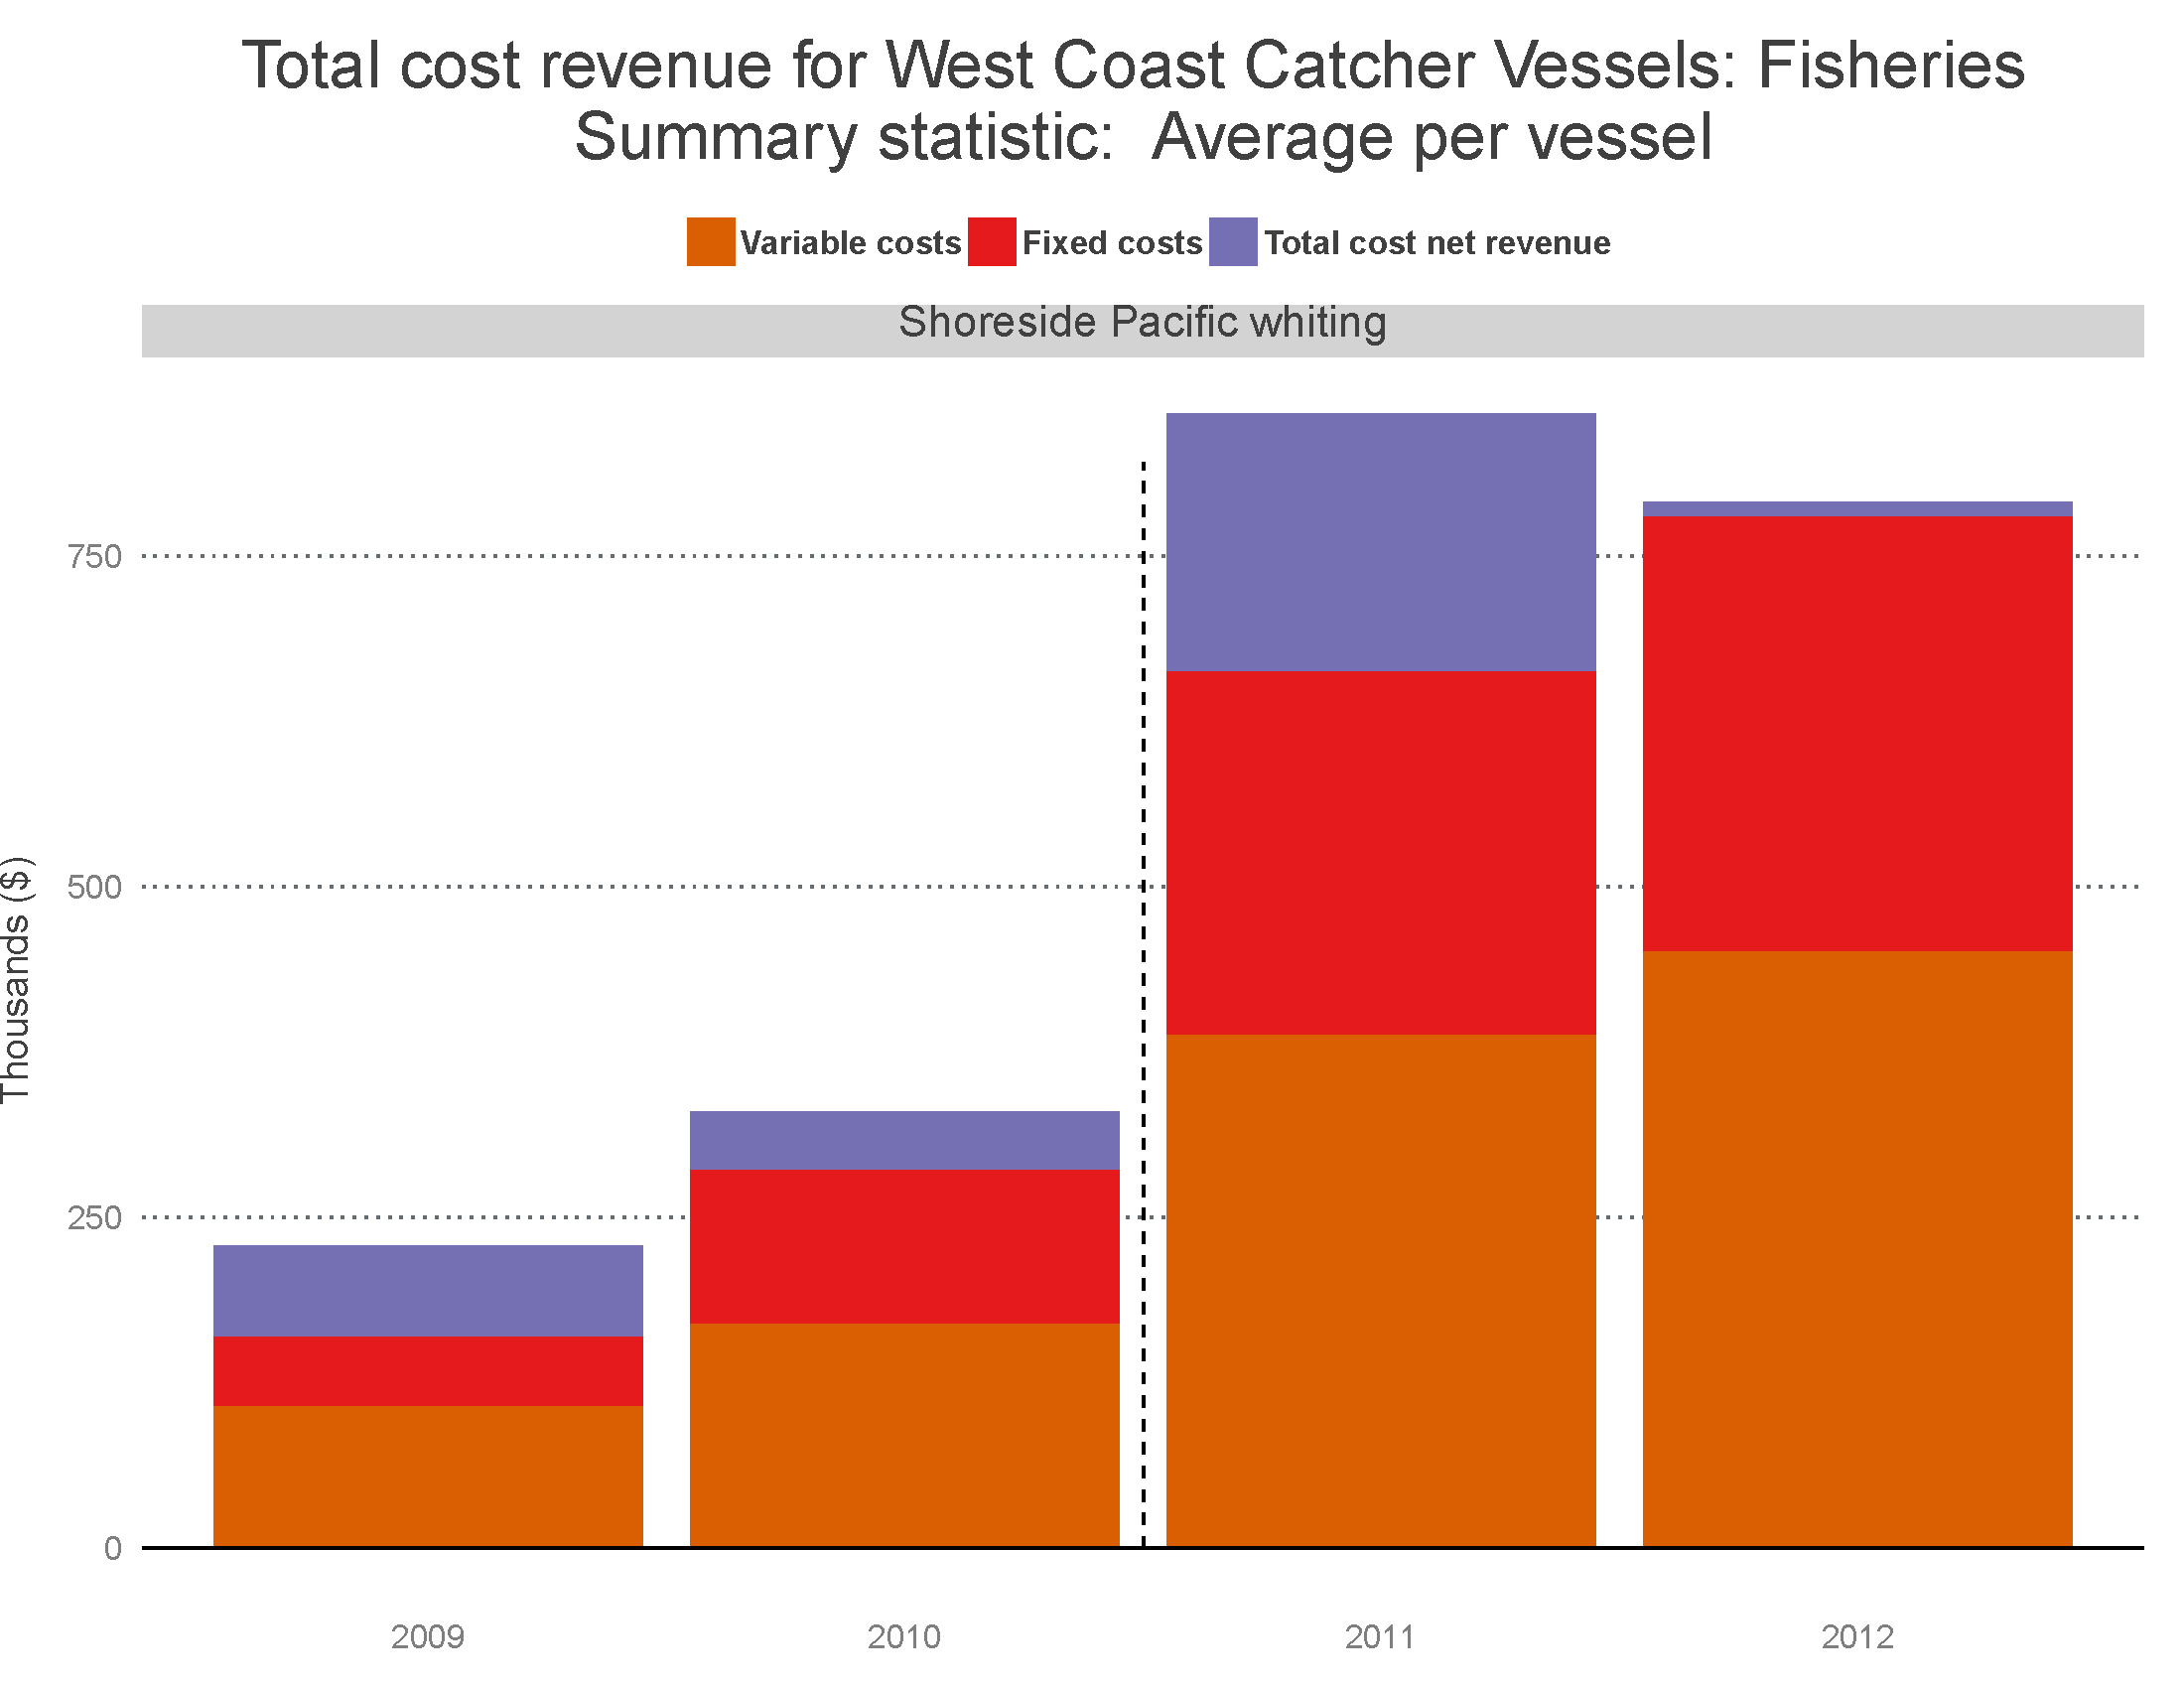 Total cost revenue for West Coast Catcher Vessels: Fisheries
Summary statistic:  Average per vessel
Variable costs Fixed costs Total cost net revenue
Shoreside Pacific whiting
Thousands ($)
750
500
250
0
2009 2010 2011 2012